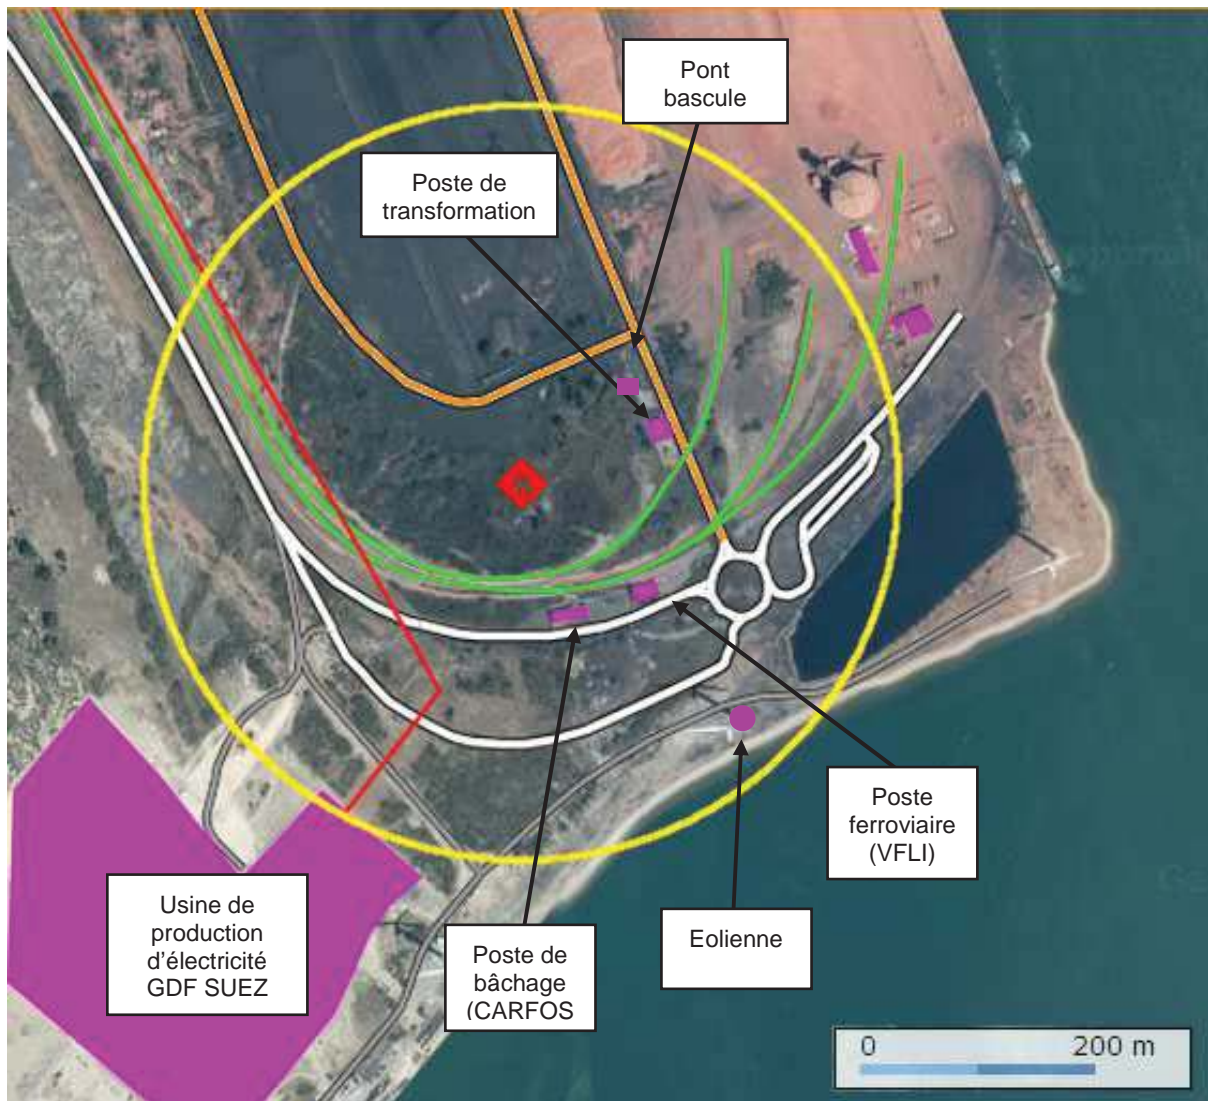 Pont
bascule
Poste de
transformation
Poste
ferroviaire
(VFLI)
Usine de
production
d'électricité
GDF SUEZ
Eolienne
Poste de
bâchage
(CARFOS
0
200 m